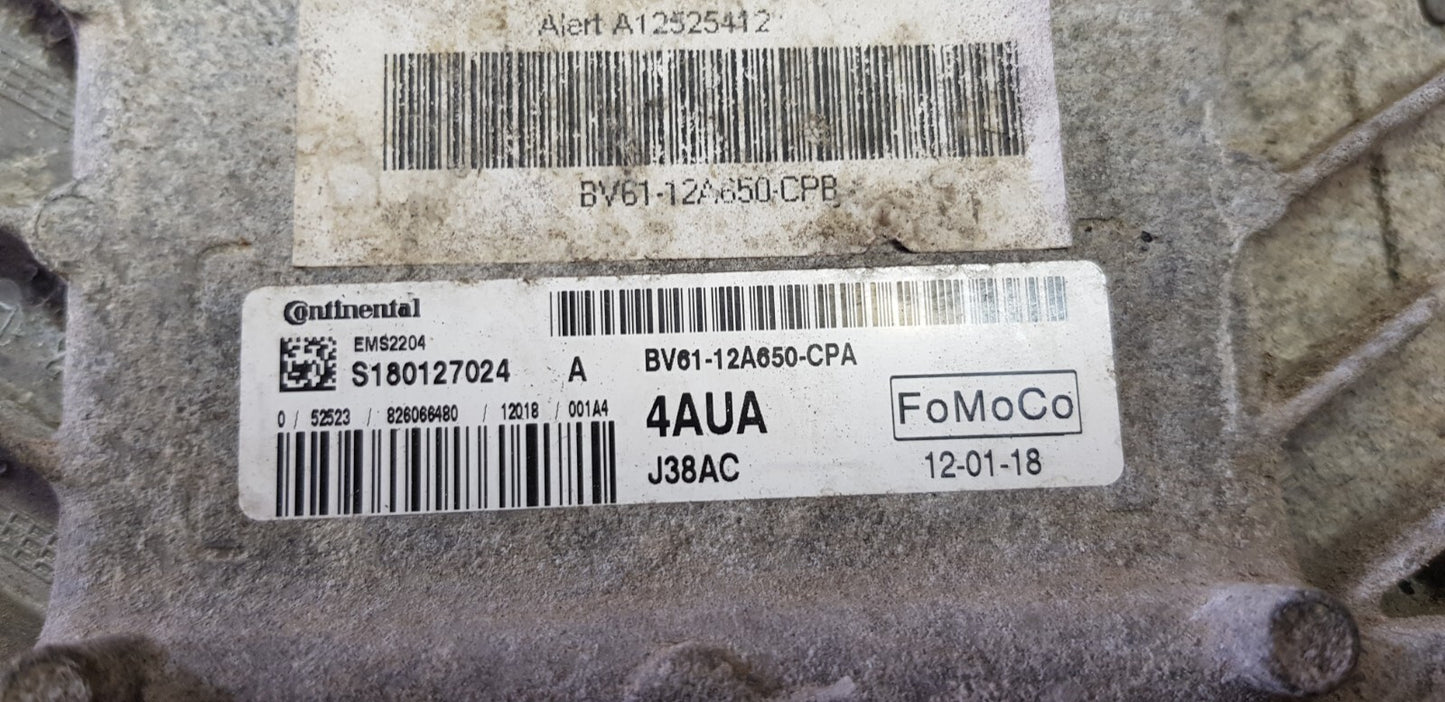 Alert A12525412
BV61-12A650-CPB
Continental
EMS2204
S180127024 A
BV61-12A650-CPA
0 / 52523 / 826066480 / 12018 / 001A4
4AUA
FoMoCo
J38AC
12-01-18